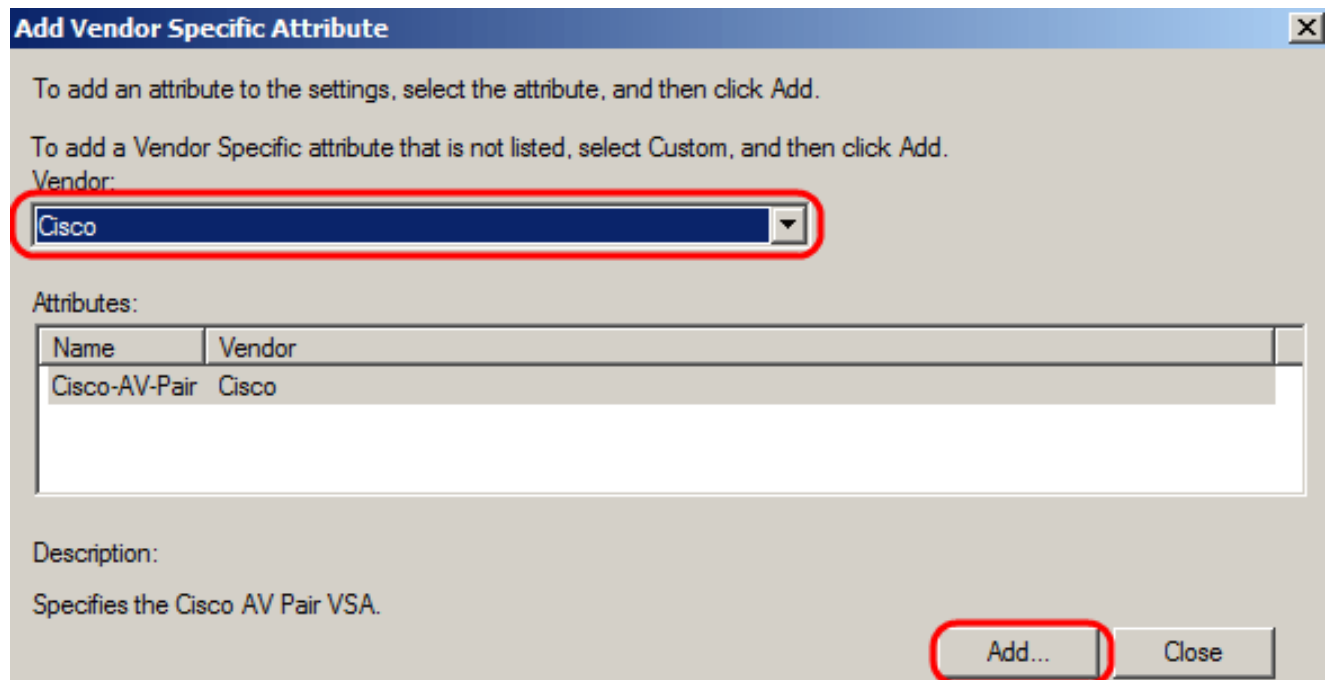 Add Vendor Specific Attribute
To add an attribute to the settings, select the attribute, and then click Add.
To add a Vendor Specific attribute that is not listed, select Custom, and then click Add.
Vendor:
Cisco
Attributes:
Name Vendor
Cisco-AV-Pair Cisco
Description:
Specifies the Cisco AV Pair VSA.
Add... Close